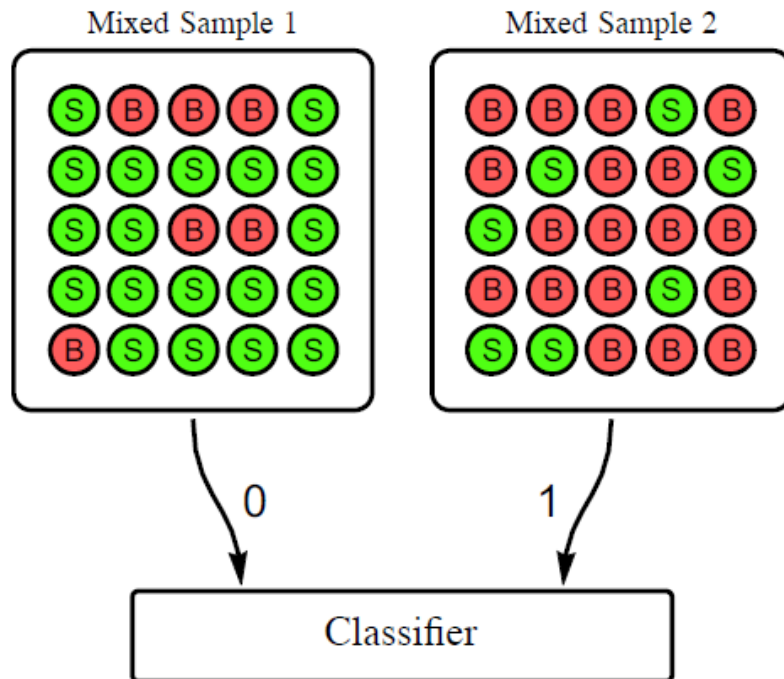 Mixed Sample 1 Mixed Sample 2
S B B B S B B B S B
S S S S S B S B B S
S S B B S S B B B B
S S S S S B B B S B
B S S S S S S B B B
0 1
Classifier